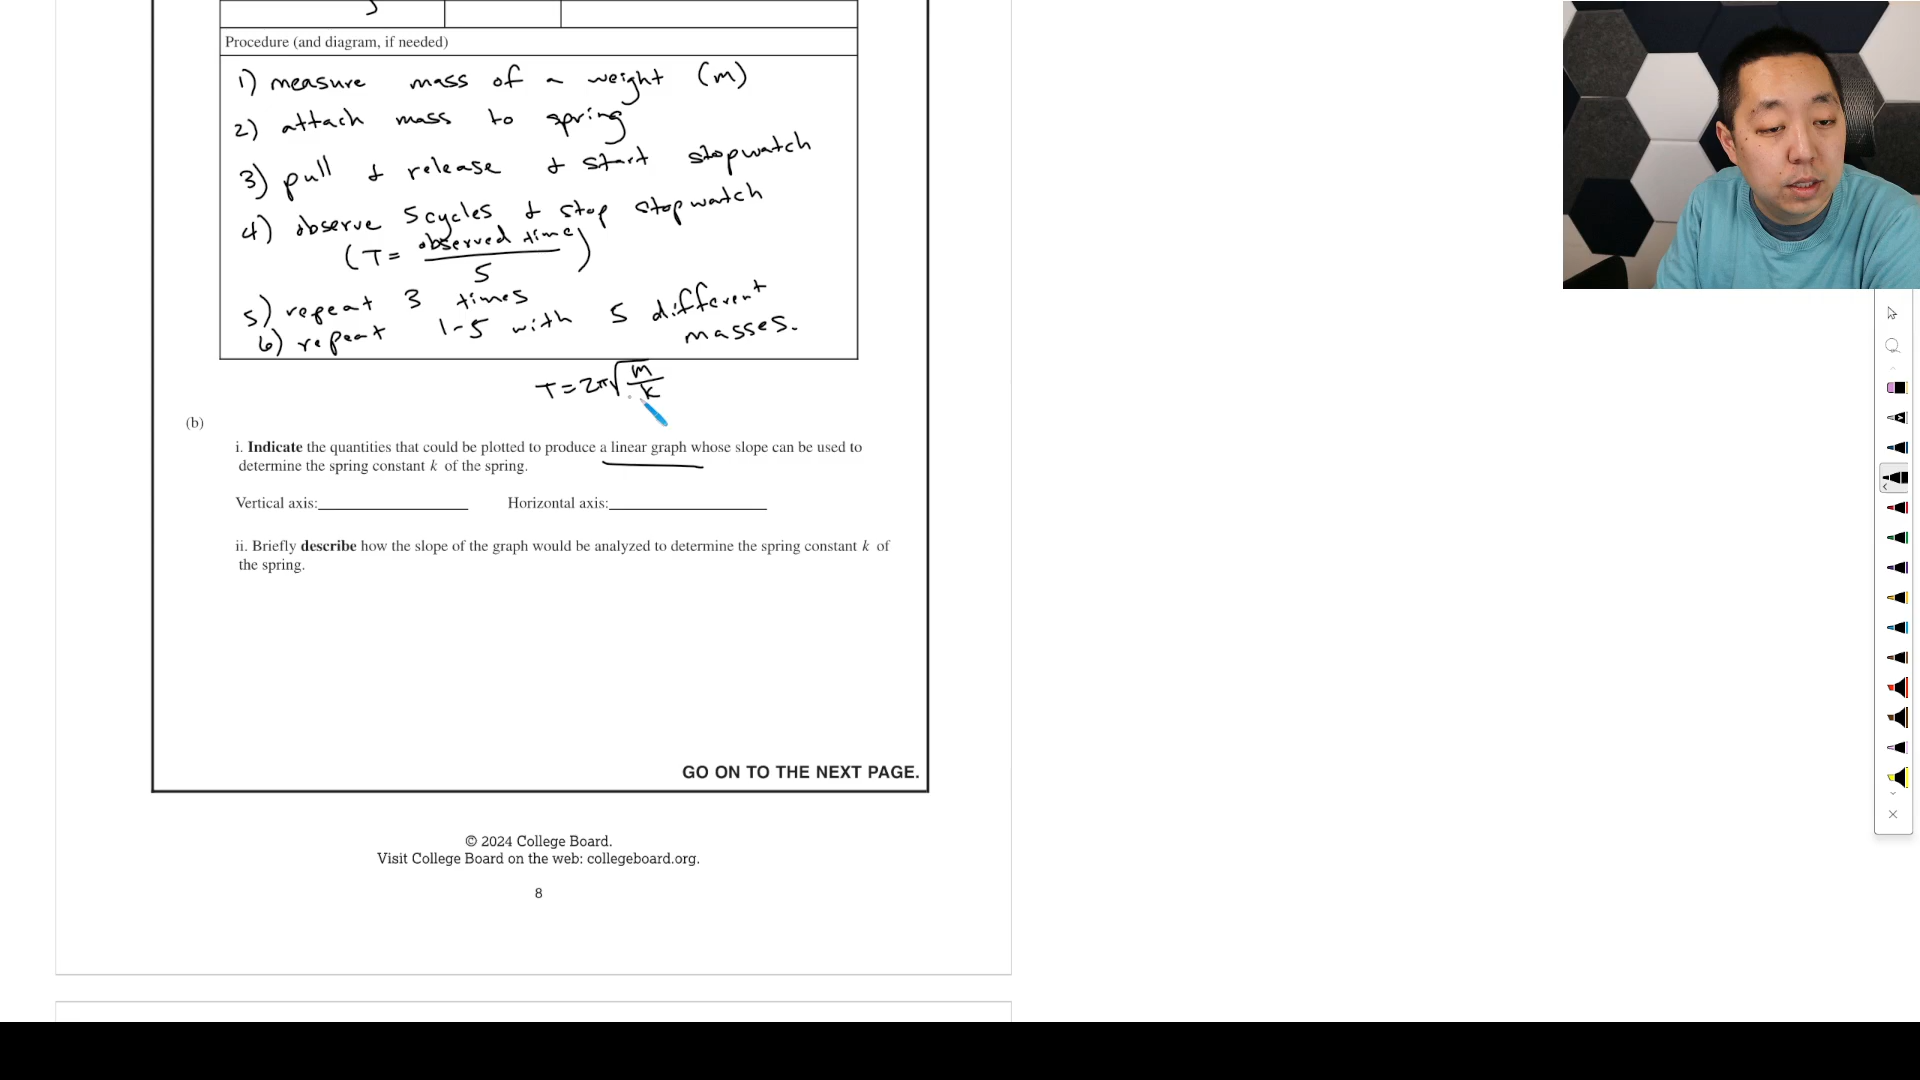 Procedure (and diagram, if needed)
1) measure mass of a weight (m)
2) attach mass to spring
3) pull & release & start stopwatch
4) observe 5 cycles & stop stopwatch
(T = observed time / 5)
5) repeat 3 times
6) repeat 1-5 with 5 different masses.
T = 2π√(m/k)
(b)
i. Indicate the quantities that could be plotted to produce a linear graph whose slope can be used to
determine the spring constant k of the spring.
Vertical axis: Horizontal axis:
ii. Briefly describe how the slope of the graph would be analyzed to determine the spring constant k of
the spring.
GO ON TO THE NEXT PAGE.
© 2024 College Board.
Visit College Board on the web: collegeboard.org.
8